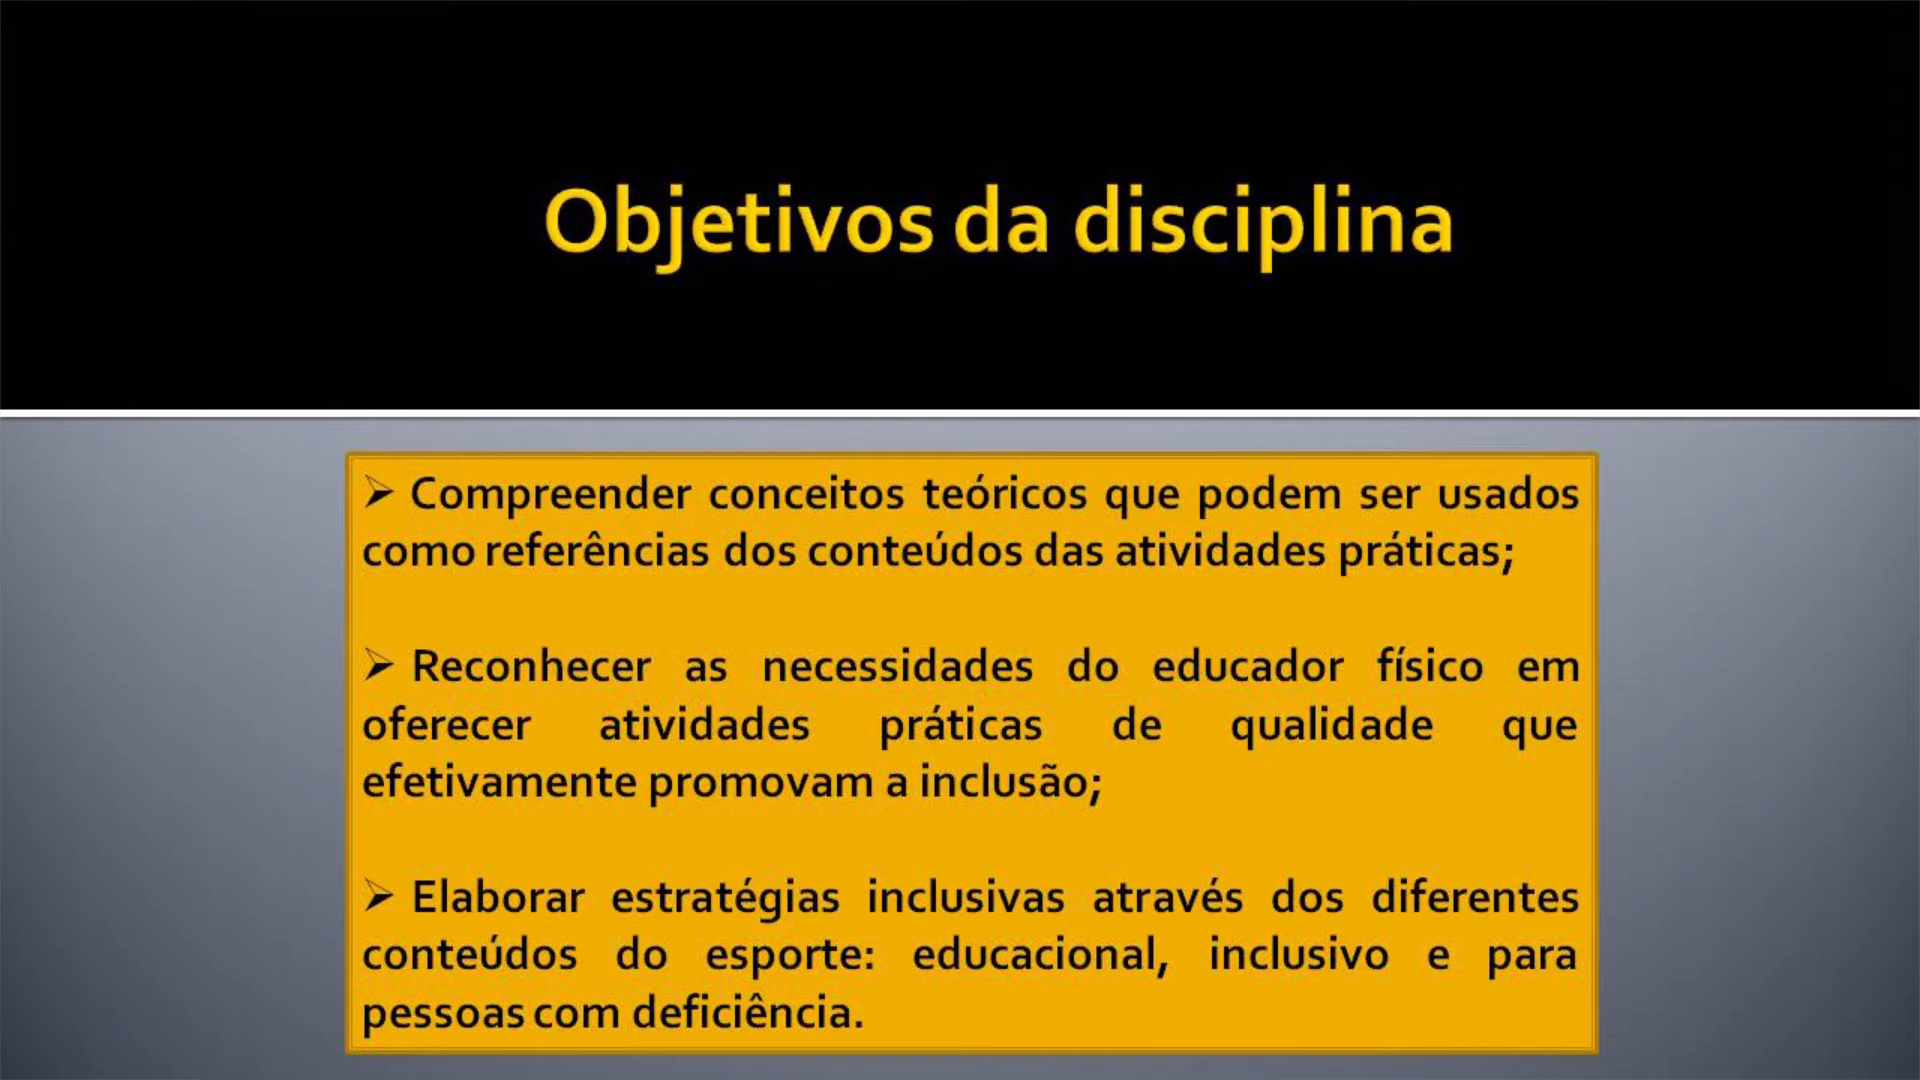 Objetivos da disciplina
➢ Compreender conceitos teóricos que podem ser usados
como referências dos conteúdos das atividades práticas;
➢ Reconhecer as necessidades do educador físico em
oferecer atividades práticas de qualidade que
efetivamente promovam a inclusão;
➢ Elaborar estratégias inclusivas através dos diferentes
conteúdos do esporte: educacional, inclusivo e para
pessoas com deficiência.